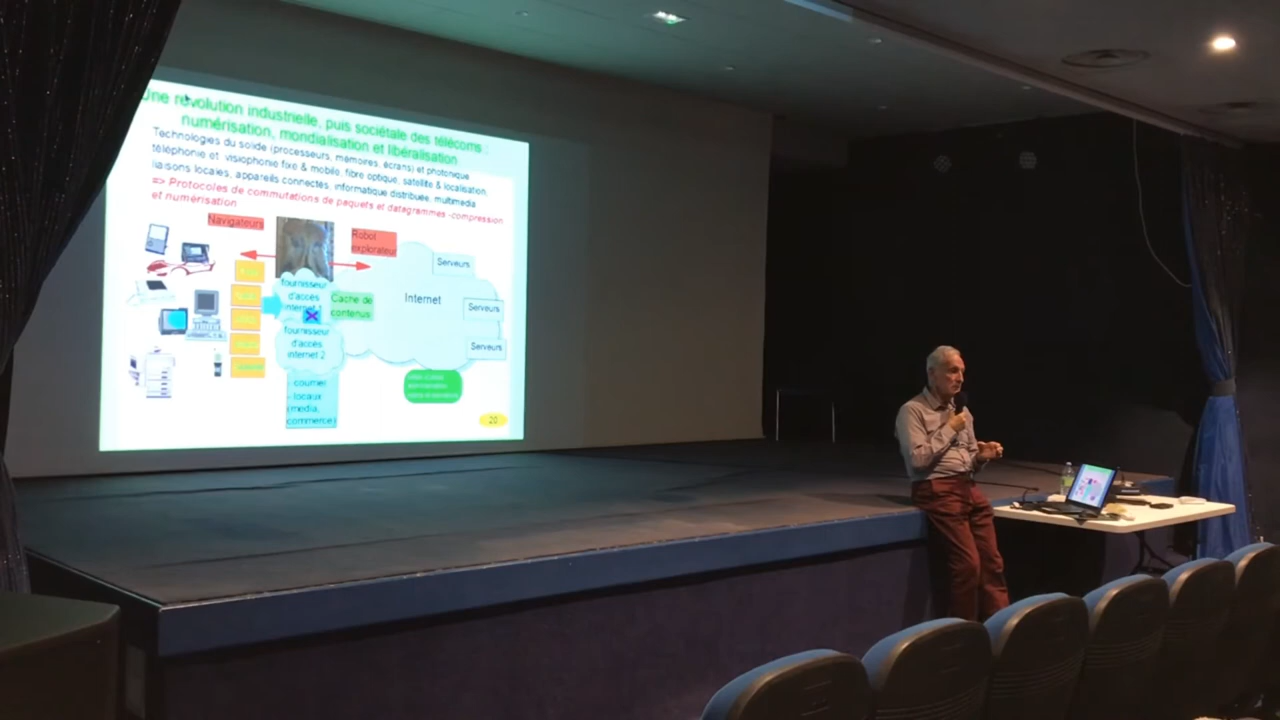 Une révolution industrielle, puis sociétale des télécoms :
numérisation, mondialisation et libéralisation
Technologies du solide (processeurs, mémoires, écrans) et photonique
téléphonie et visiophonie fixe & mobile, fibre optique, satellite & localisation,
liaisons locales, appareils connectés, informatique distribuée, multimedia
=> Protocoles de commutations de paquets et datagrammes -compression
et numérisation
Navigateurs
Robot
explorateur
Serveurs
fournisseur
d'accès
internet 1
Cache de
contenus
Internet
Serveurs
fournisseur
d'accès
internet 2
Serveurs
- courrier
- locaux
(media,
commerce)
20